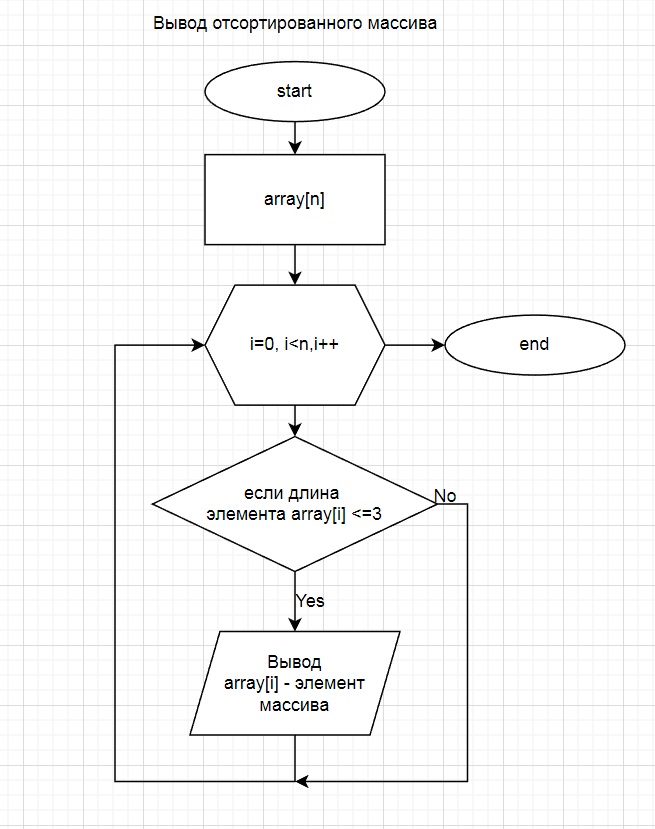 Вывод отсортированного массива
start
array[n]
i=0, i<n,i++
end
если длина
элемента array[i] <=3
No
Yes
Вывод
array[i] - элемент
массива